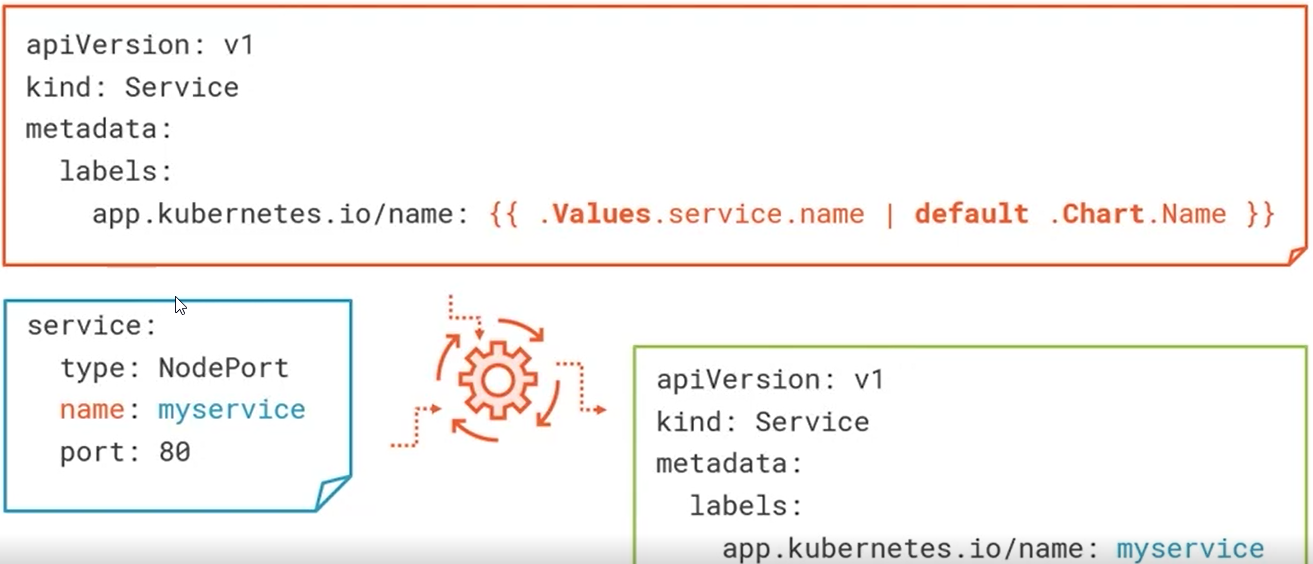 apiVersion: v1
kind: Service
metadata:
  labels:
    app.kubernetes.io/name: {{ .Values.service.name | default .Chart.Name }}
service:
  type: NodePort
  name: myservice
  port: 80
apiVersion: v1
kind: Service
metadata:
  labels:
    app.kubernetes.io/name: myservice